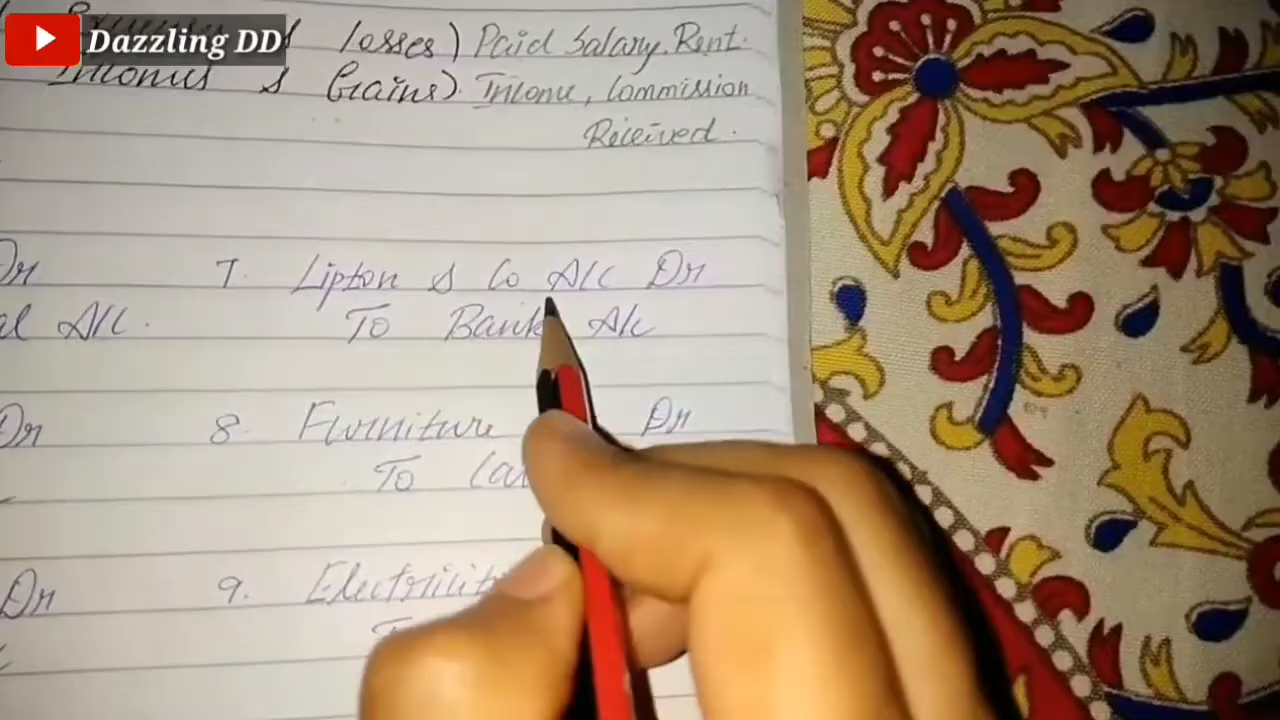 Dazzling DD
losses) Paid Salary. Rent.
& Gains) Income, Commission
Received.
Dr
7. Lipton & Co A/c Dr
al A/c.
To Bank A/c
Dr
8. Furniture Dr
To
Dr
9.